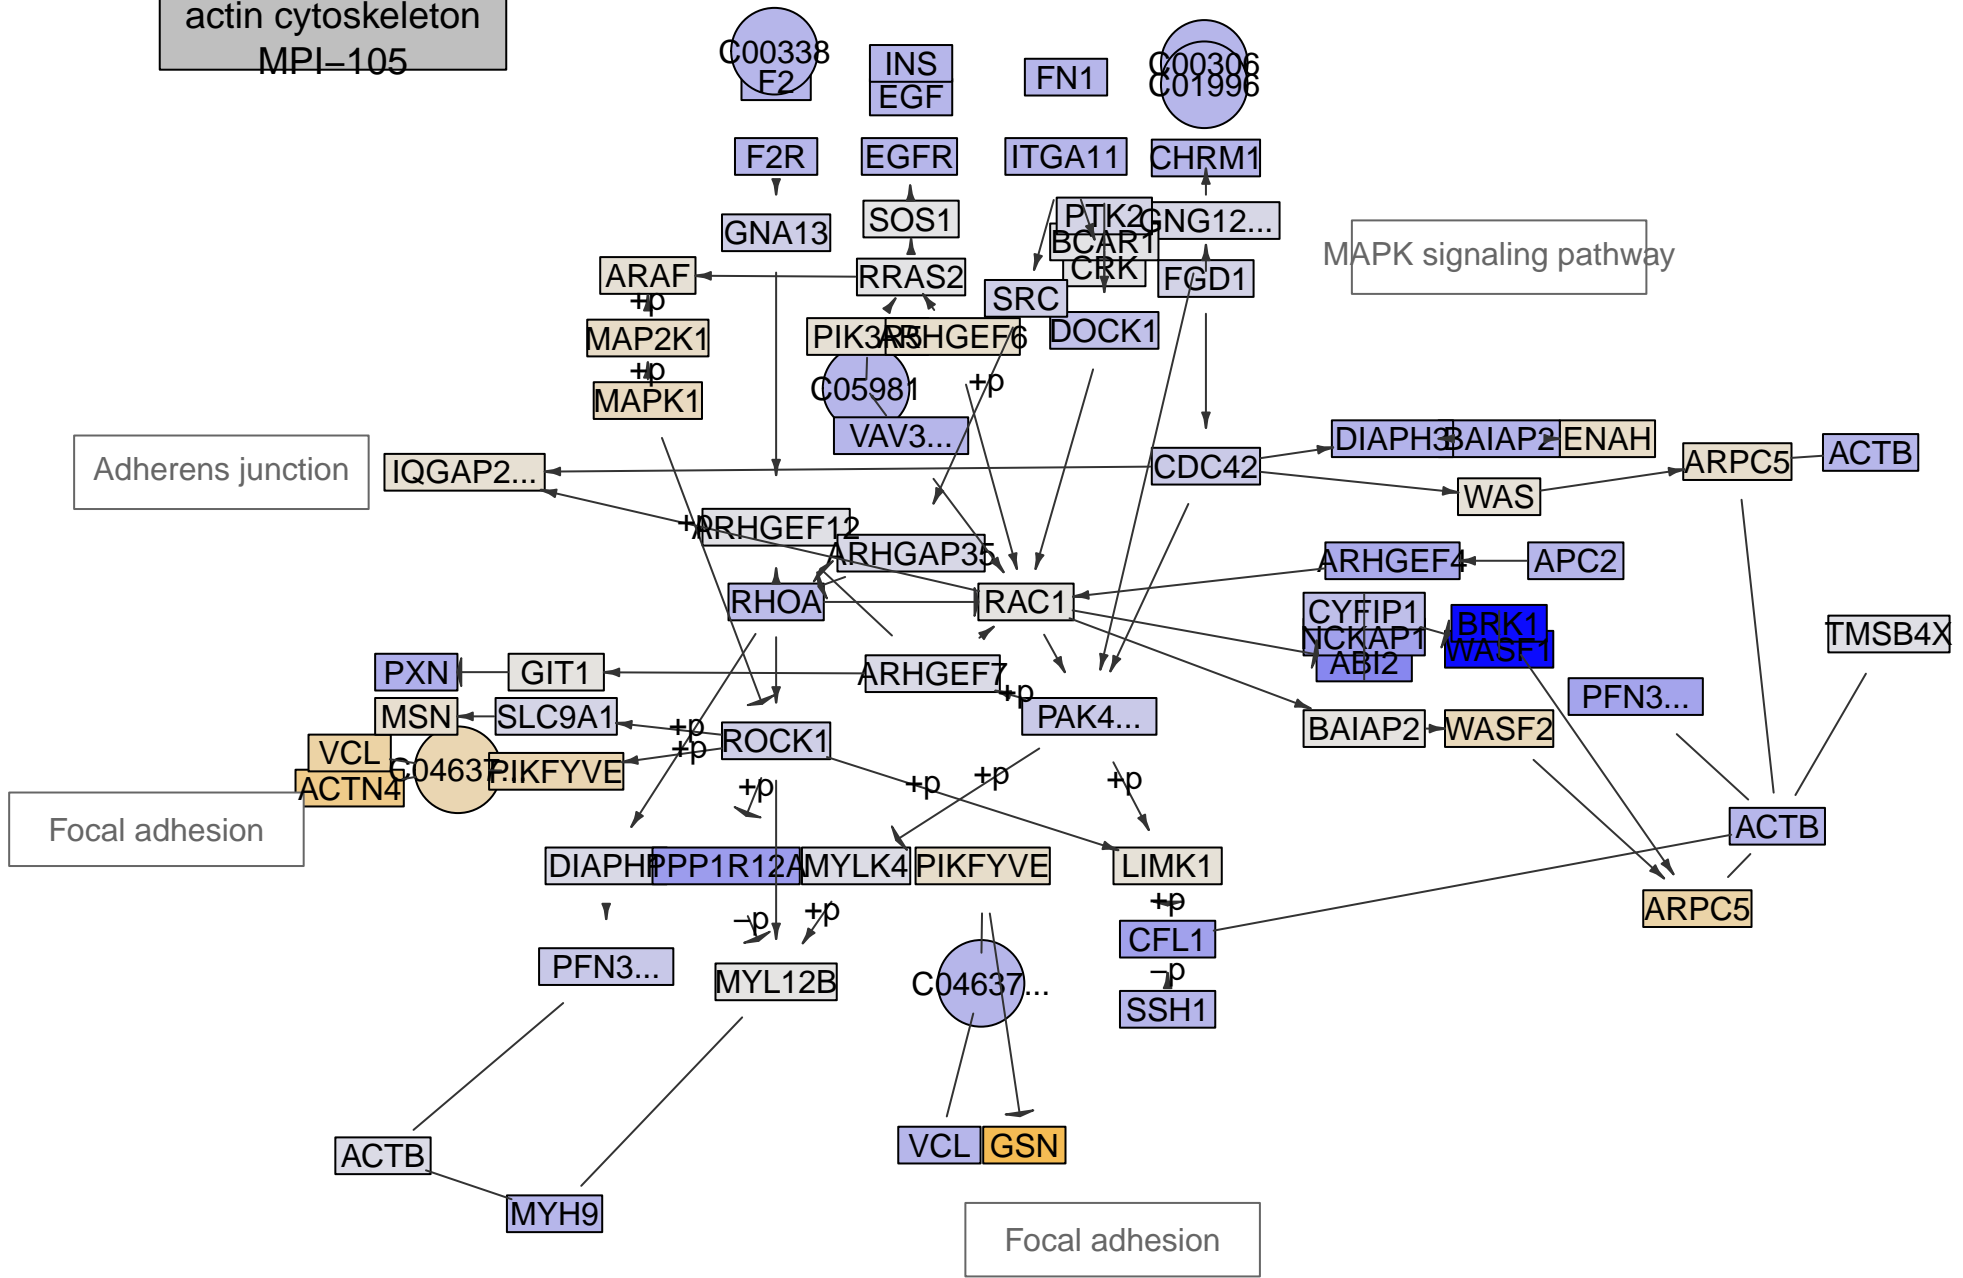 actin cytoskeleton
MPI−105
C00338
F2
INS
EGF
FN1
C00306
C01996
F2R
EGFR
ITGA11
CHRM1
GNA13
SOS1
PTK2
GNG12...
BCAR1
CRK
MAPK signaling pathway
ARAF
RRAS2
SRC
FGD1
+p
MAP2K1
PIK3R5
ARHGEF6
DOCK1
+p
MAPK1
C05981
+p
VAV3...
DIAPH3
BAIAP2
ENAH
ACTB
Adherens junction
IQGAP2...
CDC42
ARPC5
WAS
+p
ARHGEF12
ARHGAP35
ARHGEF4
APC2
RHOA
RAC1
CYFIP1
NCKAP1
ABI2
BRK1
WASF1
TMSB4X
PXN
GIT1
ARHGEF7
+p
PFN3...
MSN
SLC9A1
+p
ROCK1
PAK4...
BAIAP2
WASF2
VCL
ACTN4
C04637...
PIKFYVE
+p
+p
+p
+p
+p
Focal adhesion
ACTB
PPP1R12A
MYLK4
PIKFYVE
LIMK1
+p
−p
+p
ARPC5
CFL1
−p
PFN3...
MYL12B
C04637...
SSH1
ACTB
VCL
GSN
MYH9
Focal adhesion